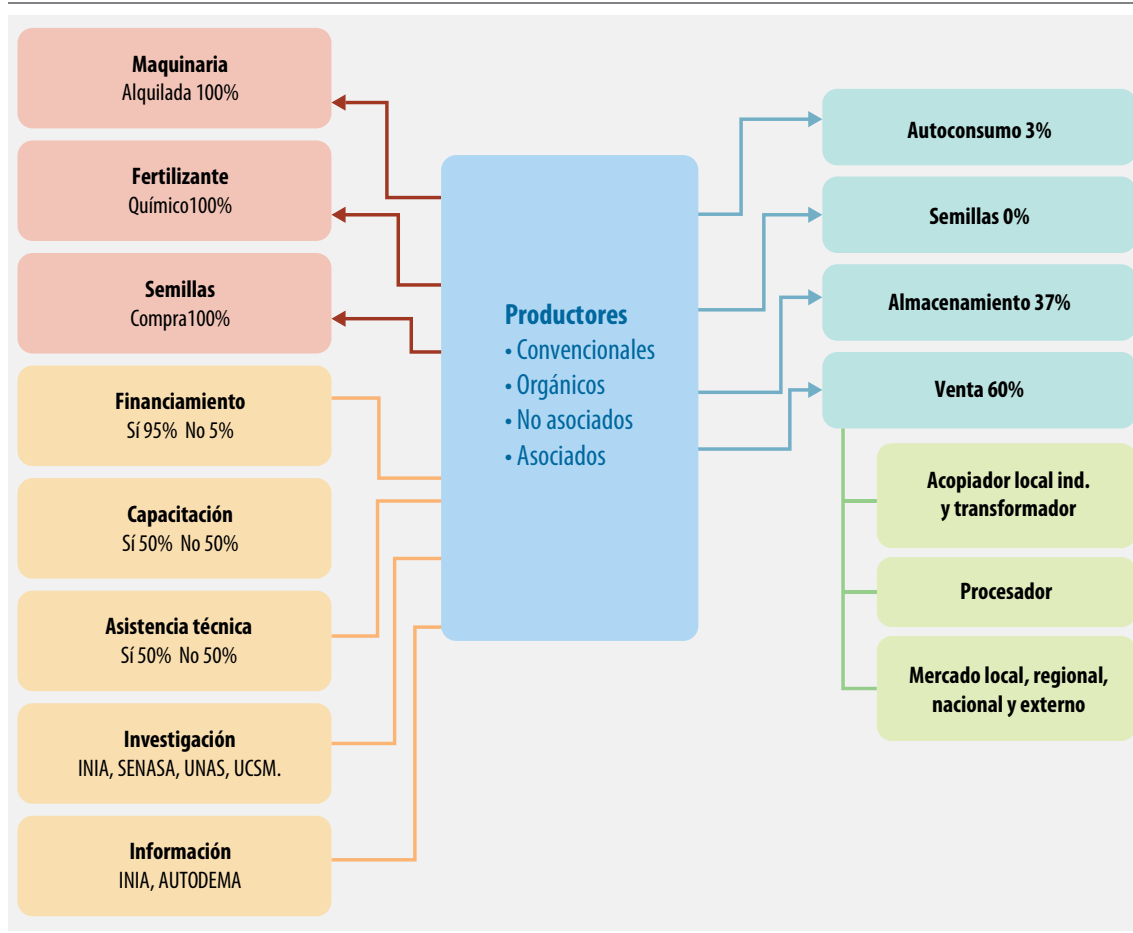 Maquinaria
Alquilada 100%
Fertilizante
Químico100%
Semillas
Compra100%
Financiamiento
Sí 95% No 5%
Capacitación
Sí 50% No 50%
Asistencia técnica
Sí 50% No 50%
Investigación
INIA, SENASA, UNAS, UCSM.
Información
INIA, AUTODEMA
Productores
• Convencionales
• Orgánicos
• No asociados
• Asociados
Autoconsumo 3%
Semillas 0%
Almacenamiento 37%
Venta 60%
Acopiador local ind.
y transformador
Procesador
Mercado local, regional,
nacional y externo